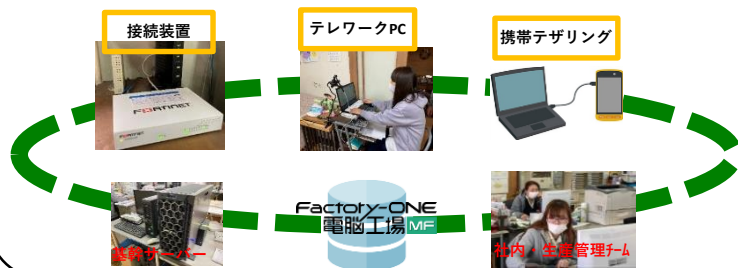 接続装置
テレワークPC
携帯テザリング
FORTINET
FORTINET
基幹サーバー
Factory-ONE
電脳工場 MF
社内・生産管理チーム